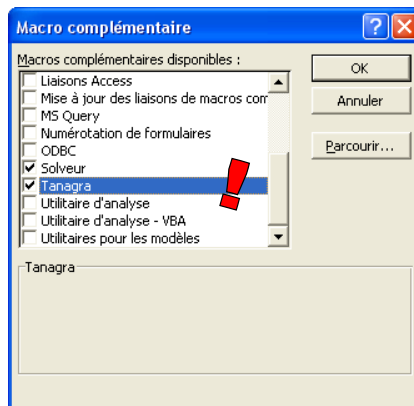 Macro complémentaire
Macros complémentaires disponibles :
Liaisons Access
Mise à jour des liaisons de macros com
MS Query
Numérotation de formulaires
ODBC
Solveur
Tanagra
Utilitaire d'analyse
Utilitaire d'analyse - VBA
Utilitaires pour les modèles
OK
Annuler
Parcourir...
!
Tanagra